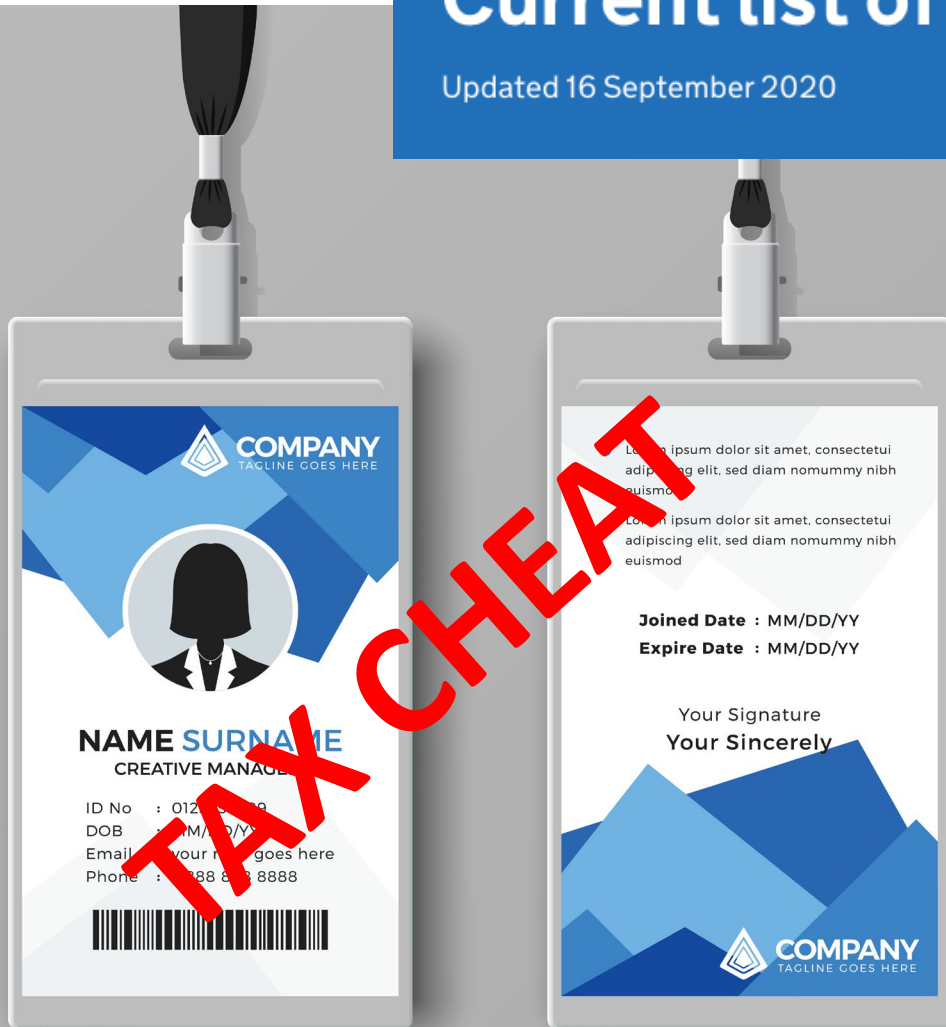 Current list of
Updated 16 September 2020
COMPANY
TAGLINE GOES HERE
NAME SURNAME
CREATIVE
ID No :
DOB :
Email your goes here
Phone : 8888
TAX CHEAT
ipsum dolor sit amet, consectetui
elit, sed diam nomummy nibh
Lorem ipsum dolor sit amet, consectetui
adipiscing elit, sed diam nomummy nibh
euismod
Joined Date : MM/DD/YY
Expire Date : MM/DD/YY
Your Signature
Your Sincerely
COMPANY
TAGLINE GOES HERE